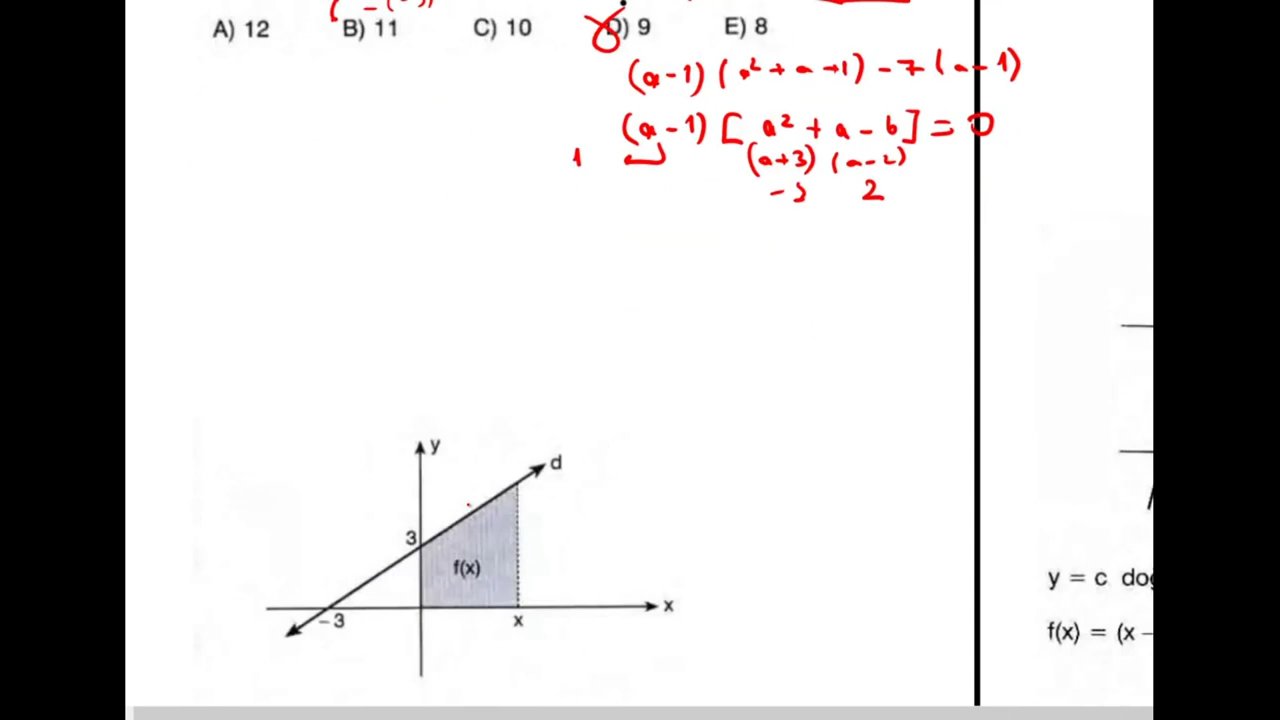 A) 12 B) 11 C) 10 D) 9 E) 8
(a-1) (a² + a +1) - 7 (a-1)
(a-1) [ a² + a - 6 ] = 0
1 (a+3) (a-2)
-3 2
y
d
3
f(x)
-3 x x
y = c
f(x) = (x –